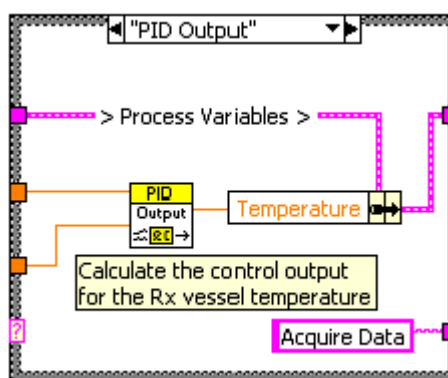 "PID Output"
> Process Variables >
PID
Output
Temperature
Calculate the control output
for the Rx vessel temperature
?
Acquire Data